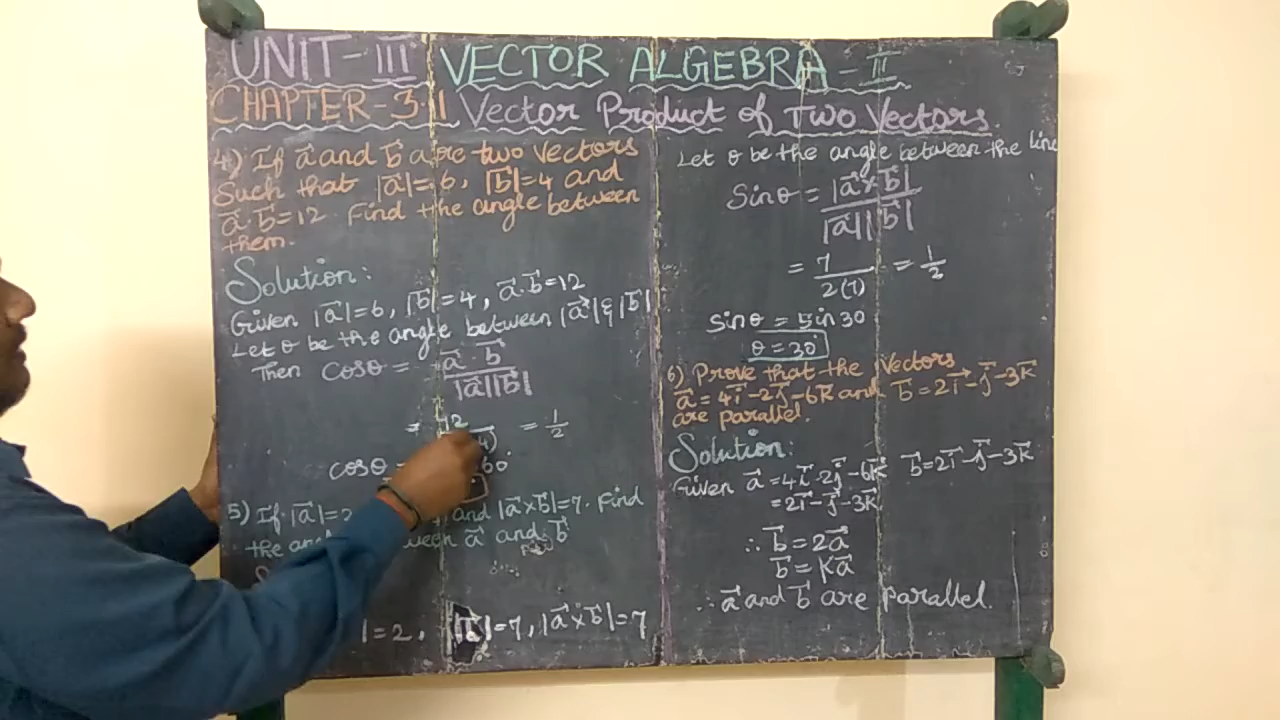 UNIT-III VECTOR ALGEBRA-II
CHAPTER-3.1 Vector Product of Two Vectors.
4) If a⃗ and b⃗ are two vectors
Such that |a⃗|=6, |b⃗|=4 and
a⃗·b⃗=12 Find the angle between
them.
Solution:
Given |a⃗|=6, |b⃗|=4, a⃗·b⃗=12
Let θ be the angle between |a⃗| & |b⃗|
Then cosθ = a⃗·b⃗ / |a⃗||b⃗|
= 12 / 4) = 1/2
cosθ = 60°
5) If |a⃗|=2 and |a⃗×b⃗|=7. Find
the a⃗ and b⃗
|=2, |=7, |a⃗×b⃗|=7
Let θ be the angle between the line
Sinθ = |a⃗×b⃗| / |a⃗||b⃗|
= 7 / 2(7) = 1/2
sinθ = sin 30
θ = 30°
6) Prove that the vectors
a⃗ = 4i⃗-2j⃗-6k⃗ and b⃗ = 2i⃗-j⃗-3k⃗
are parallel.
Solution:
Given a⃗ = 4i⃗·2j⃗-6k⃗ b⃗=2i⃗-j⃗-3k⃗
= 2i⃗-j⃗-3k⃗
∴ b⃗ = 2a⃗
b⃗ = Ka⃗
∴ a⃗ and b⃗ are parallel.